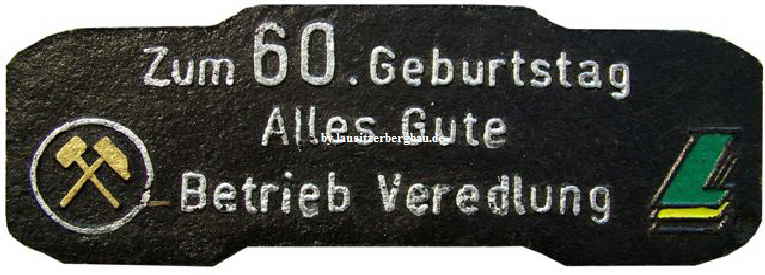 Zum 60. Geburtstag
Alles Gute
by lausitzerbergbau.de
Betrieb Veredlung
L